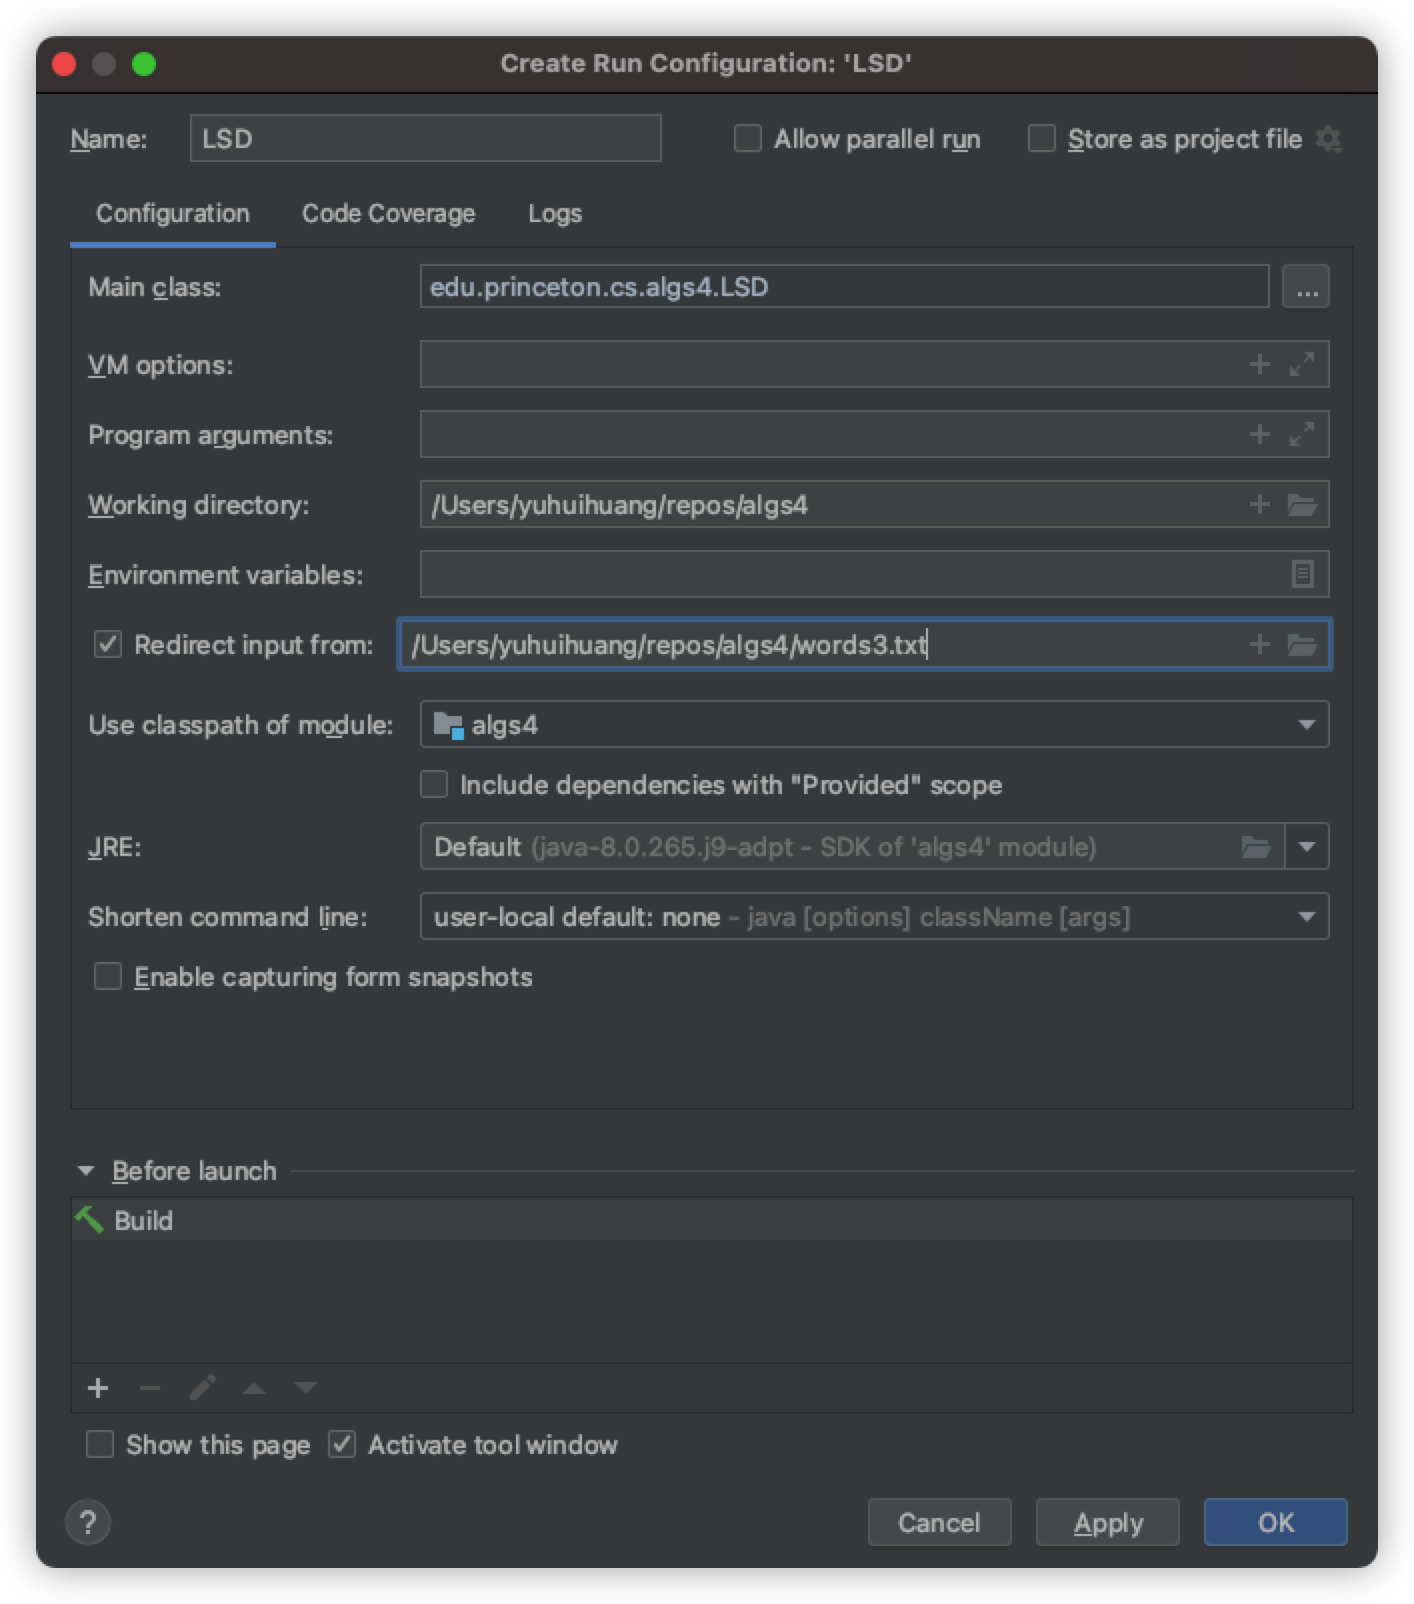 Create Run Configuration: 'LSD'
Name: LSD Allow parallel run Store as project file
Configuration Code Coverage Logs
Main class: edu.princeton.cs.algs4.LSD ...
VM options:
Program arguments:
Working directory: /Users/yuhuihuang/repos/algs4
Environment variables:
Redirect input from: /Users/yuhuihuang/repos/algs4/words3.txt
Use classpath of module: algs4
Include dependencies with "Provided" scope
JRE: Default (java-8.0.265.j9-adpt - SDK of 'algs4' module)
Shorten command line: user-local default: none - java [options] className [args]
Enable capturing form snapshots
Before launch
Build
Show this page Activate tool window
? Cancel Apply OK